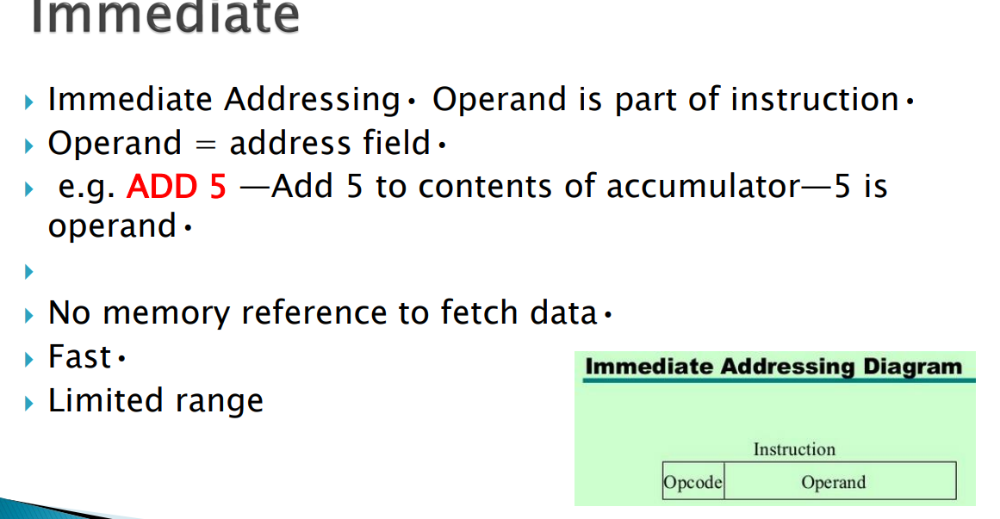 Immediate
Immediate Addressing• Operand is part of instruction•
Operand = address field•
e.g. ADD 5 —Add 5 to contents of accumulator—5 is
operand•
No memory reference to fetch data•
Fast•
Limited range
Immediate Addressing Diagram
Instruction
Opcode Operand